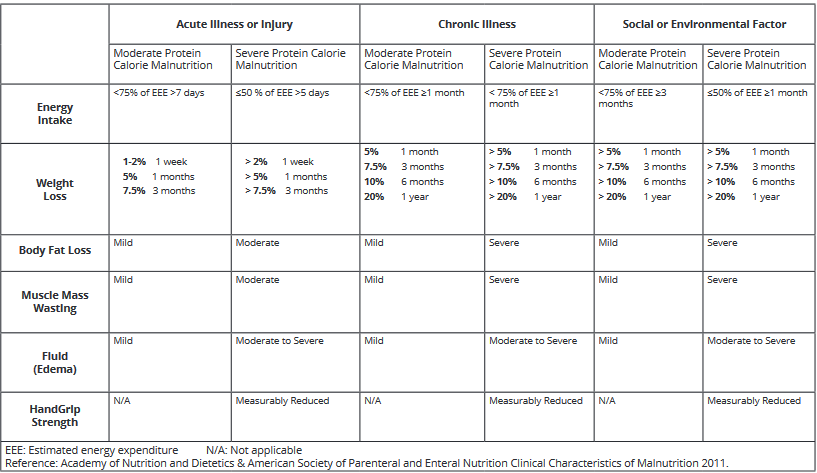 Acute Illness or Injury Chronic Illness Social or Environmental Factor
Moderate Protein Calorie Malnutrition Severe Protein Calorie Malnutrition Moderate Protein Calorie Malnutrition Severe Protein Calorie Malnutrition Moderate Protein Calorie Malnutrition Severe Protein Calorie Malnutrition
Energy Intake <75% of EEE >7 days ≤50 % of EEE >5 days <75% of EEE ≥1 month < 75% of EEE ≥1 month <75% of EEE ≥3 months ≤50% of EEE ≥1 month
Weight Loss
1-2% 1 week
5% 1 months
7.5% 3 months
> 2% 1 week
> 5% 1 months
> 7.5% 3 months
5% 1 month
7.5% 3 months
10% 6 months
20% 1 year
> 5% 1 month
> 7.5% 3 months
> 10% 6 months
> 20% 1 year
> 5% 1 month
> 7.5% 3 months
> 10% 6 months
> 20% 1 year
> 5% 1 month
> 7.5% 3 months
> 10% 6 months
> 20% 1 year
Body Fat Loss Mild Moderate Mild Severe Mild Severe
Muscle Mass Wasting Mild Moderate Mild Severe Mild Severe
Fluid (Edema) Mild Moderate to Severe Mild Moderate to Severe Mild Moderate to Severe
HandGrip Strength N/A Measurably Reduced N/A Measurably Reduced N/A Measurably Reduced
EEE: Estimated energy expenditure N/A: Not applicable
Reference: Academy of Nutrition and Dietetics & American Society of Parenteral and Enteral Nutrition Clinical Characteristics of Malnutrition 2011.